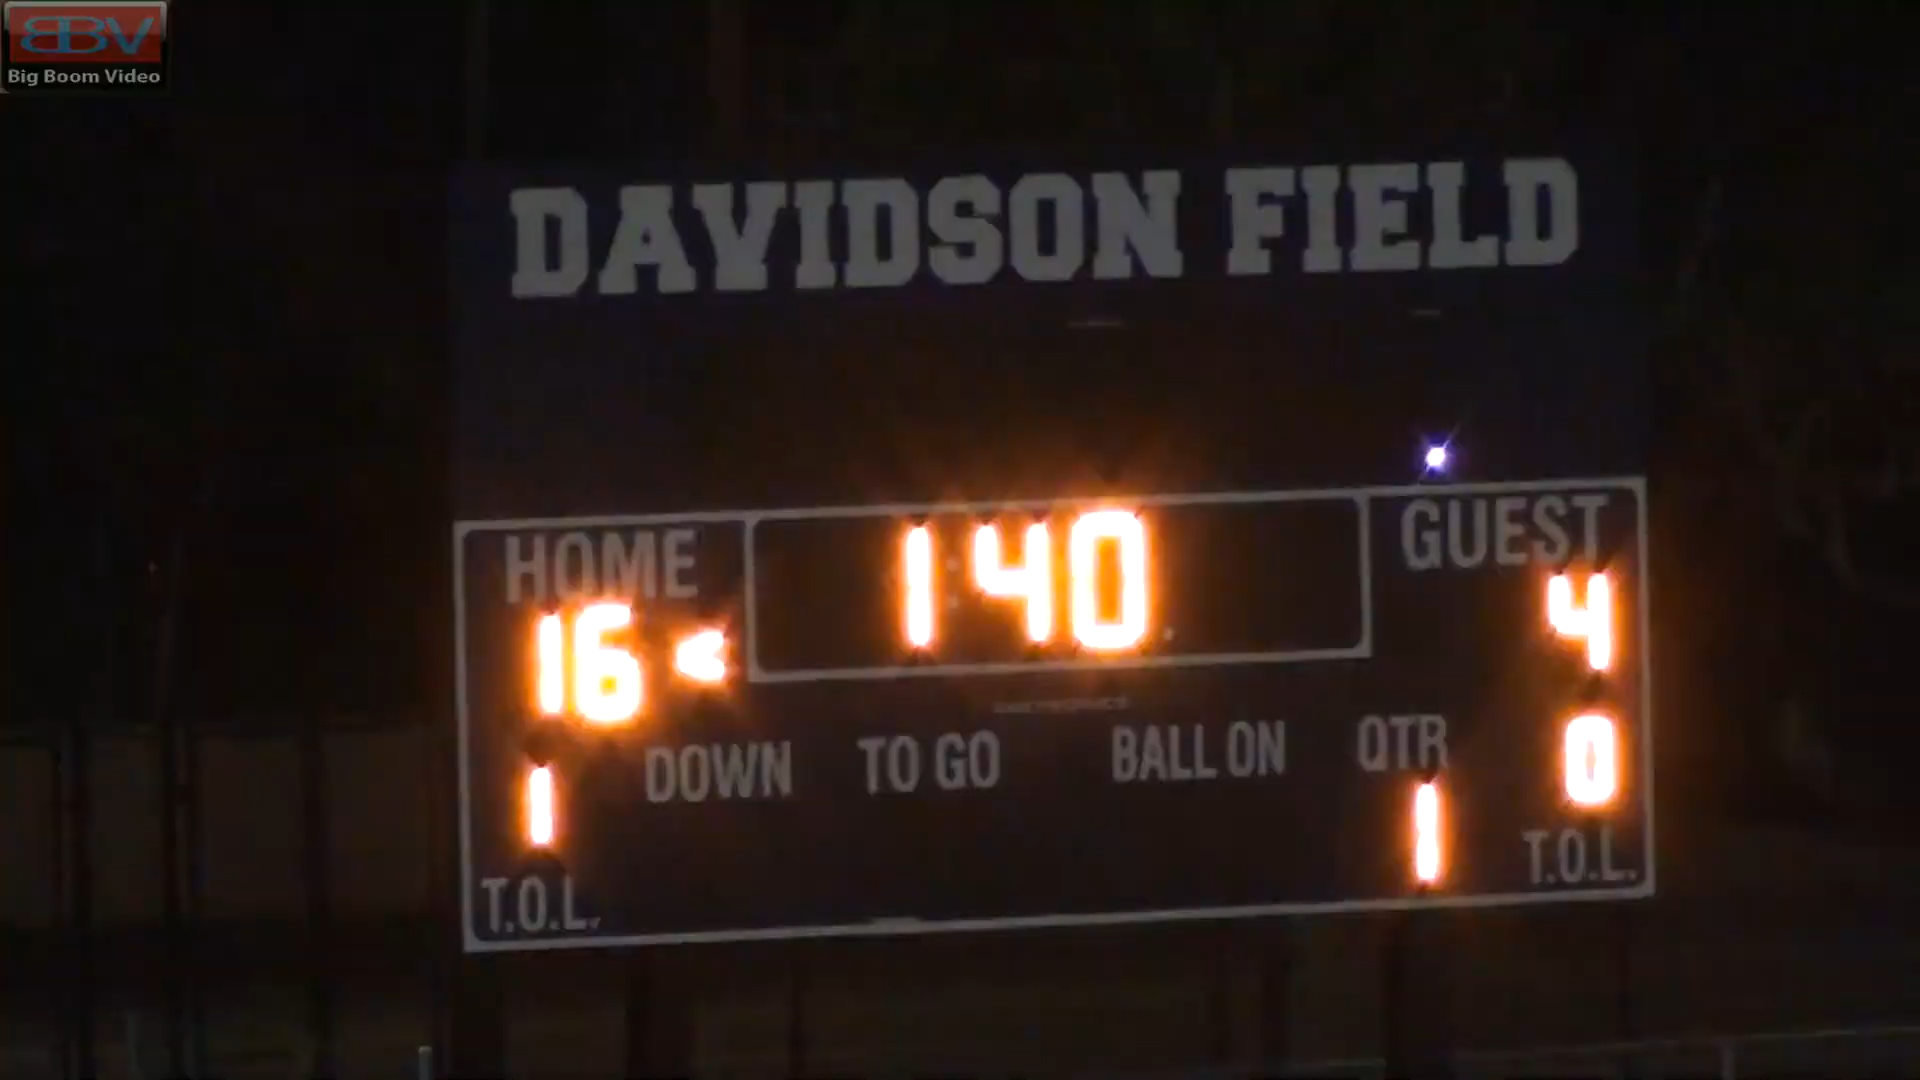 BBV
Big Boom Video
DAVIDSON FIELD
HOME 1:40 GUEST
16 4
DOWN TO GO BALL ON QTR
1 1 0
T.O.L. T.O.L.